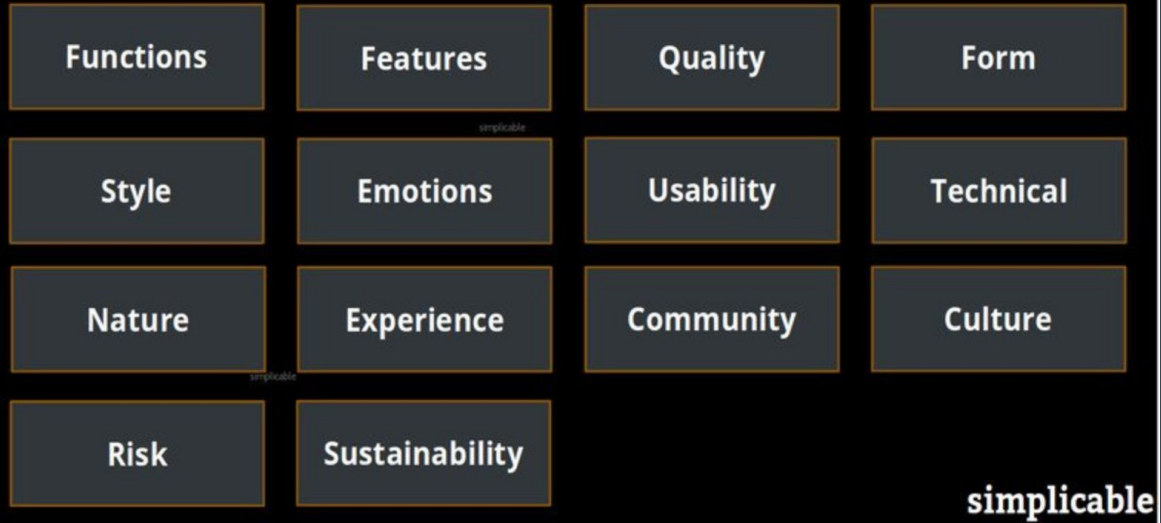 Functions Features Quality Form
simplicable
Style Emotions Usability Technical
Nature Experience Community Culture
simplicable
Risk Sustainability
simplicable